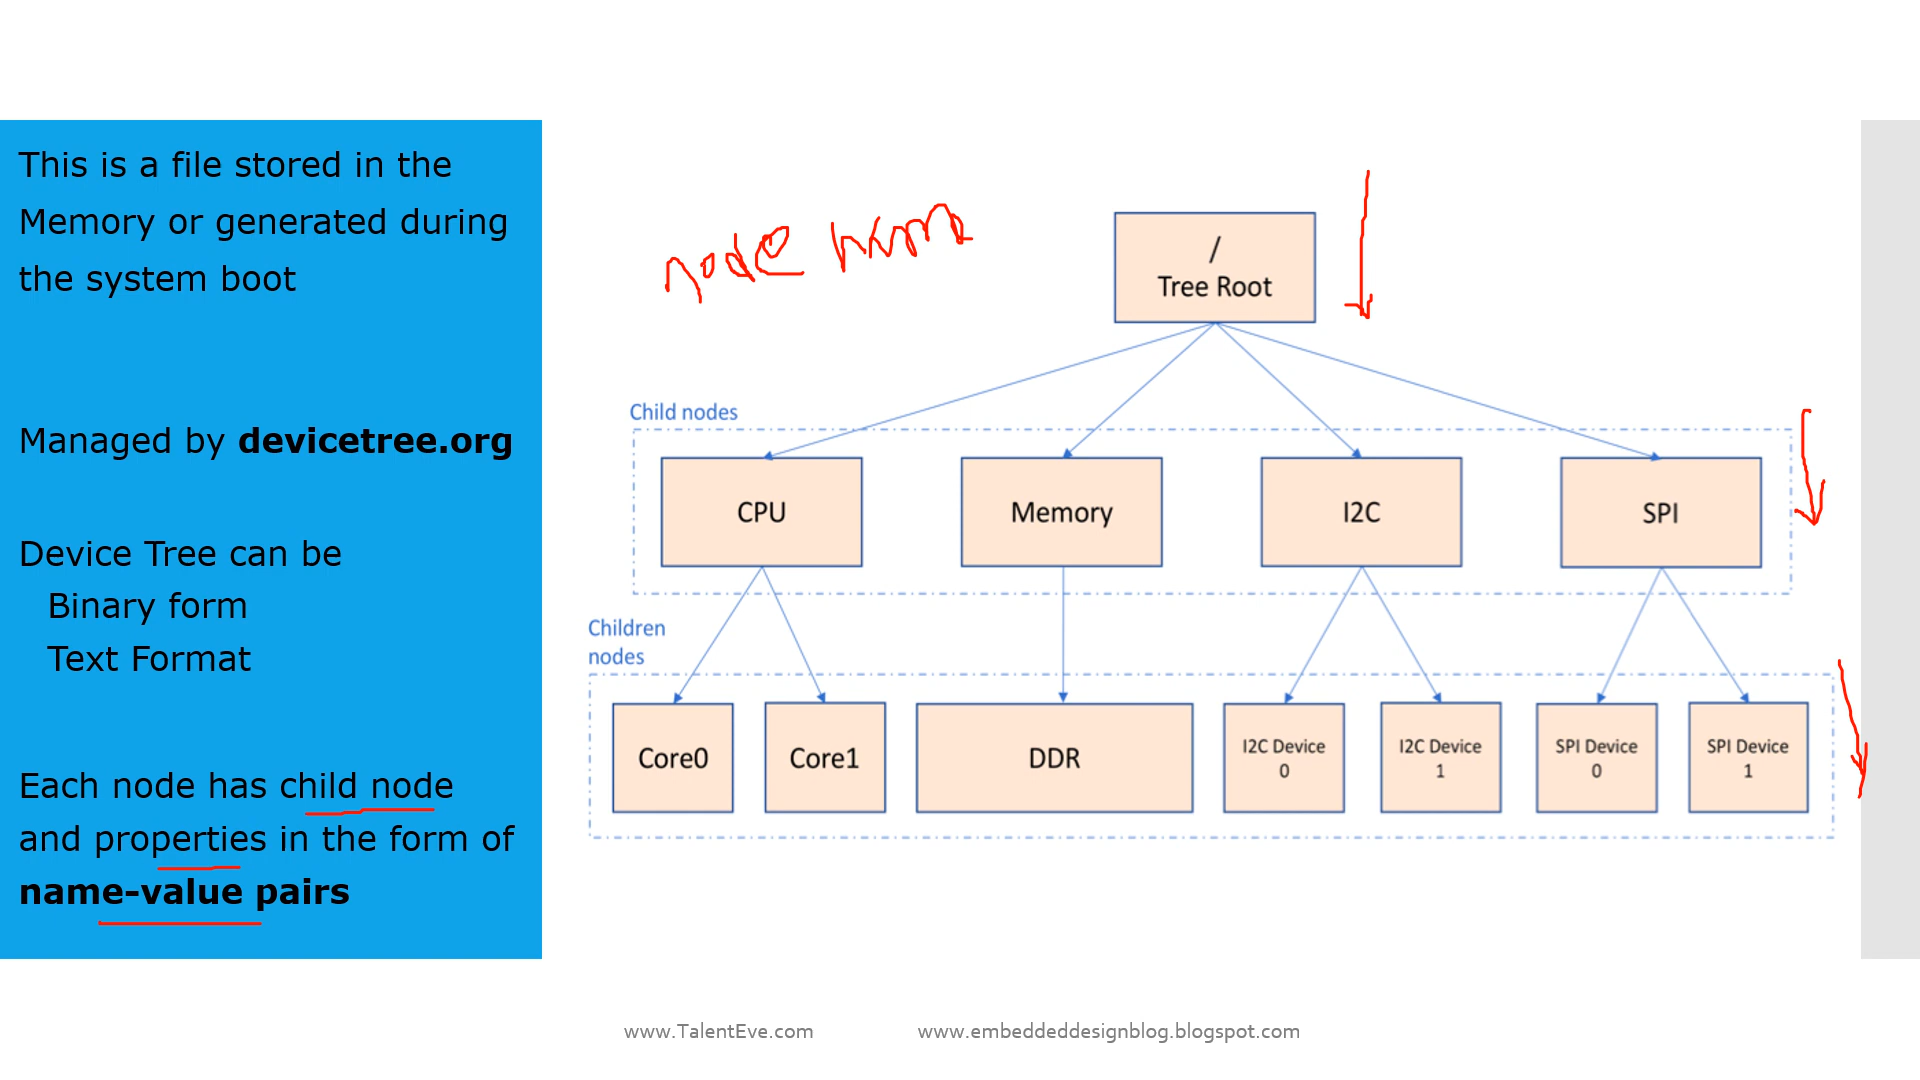 This is a file stored in the
Memory or generated during
the system boot
Managed by devicetree.org
Device Tree can be
Binary form
Text Format
Each node has child node
and properties in the form of
name-value pairs
node
/
Tree Root
Child nodes
CPU
Memory
I2C
SPI
Children
nodes
Core0
Core1
DDR
I2C Device
0
I2C Device
1
SPI Device
0
SPI Device
1
www.TalentEve.com
www.embeddeddesignblog.blogspot.com